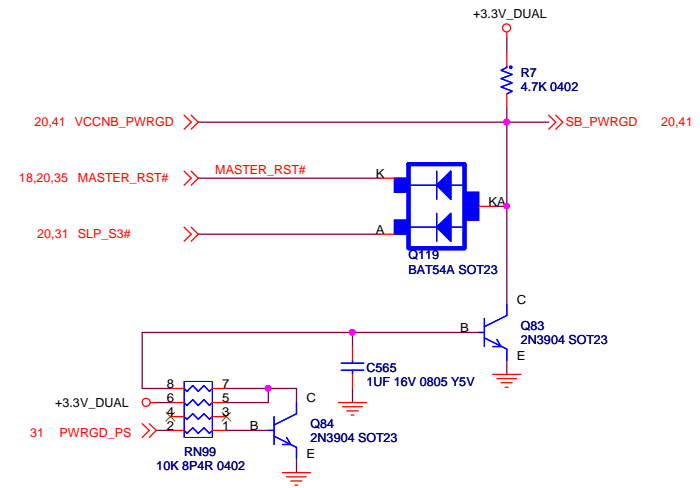 +3.3V_DUAL
R7
4.7K 0402
20,41 VCCNB_PWRGD
SB_PWRGD 20,41
18,20,35 MASTER_RST#
MASTER_RST#
K
KA
20,31 SLP_S3#
A
Q119
BAT54A SOT23
C
B
Q83
2N3904 SOT23
E
C565
1UF 16V 0805 Y5V
8 7
+3.3V_DUAL
6 5
4 3
31 PWRGD_PS
2 1
C
B
Q84
2N3904 SOT23
E
RN99
10K 8P4R 0402